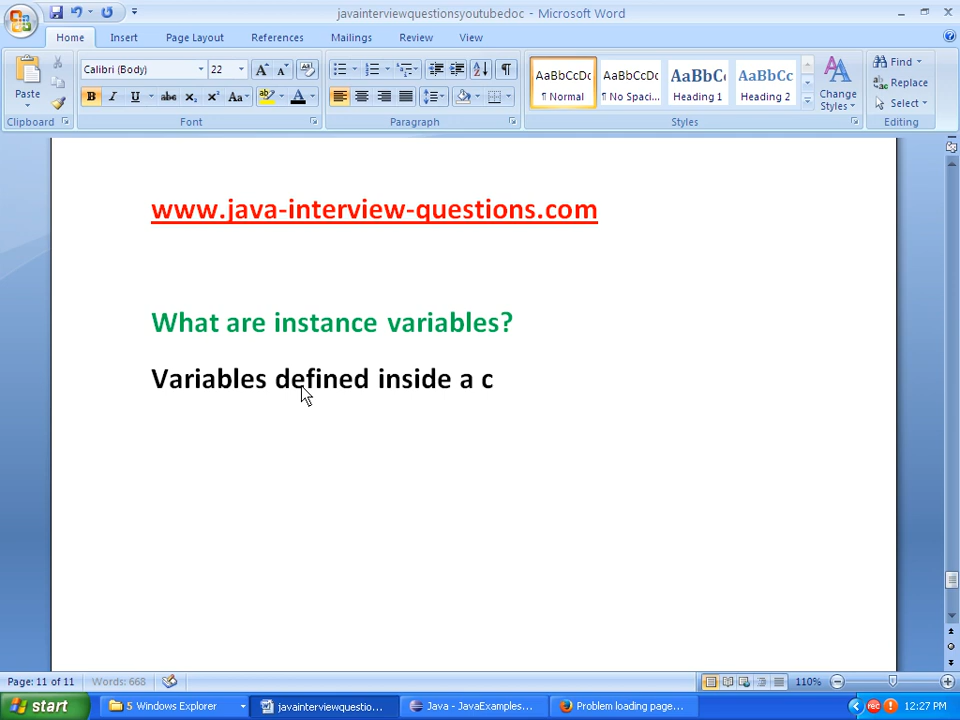 javainterviewquestionsyoutubedoc - Microsoft Word
Home Insert Page Layout References Mailings Review View
Calibri (Body) 22
AaBbCcDc AaBbCcDc AaBbC AaBbCc
Paste
¶ Normal ¶ No Spaci... Heading 1 Heading 2
Change Styles
Find
Replace
Select
Clipboard Font Paragraph Styles Editing
www.java-interview-questions.com
What are instance variables?
Variables defined inside a c
Page: 11 of 11 Words: 668 110%
start 5 Windows Explorer javainterviewquestio... Java - JavaExamples... Problem loading page... rec 12:27 PM